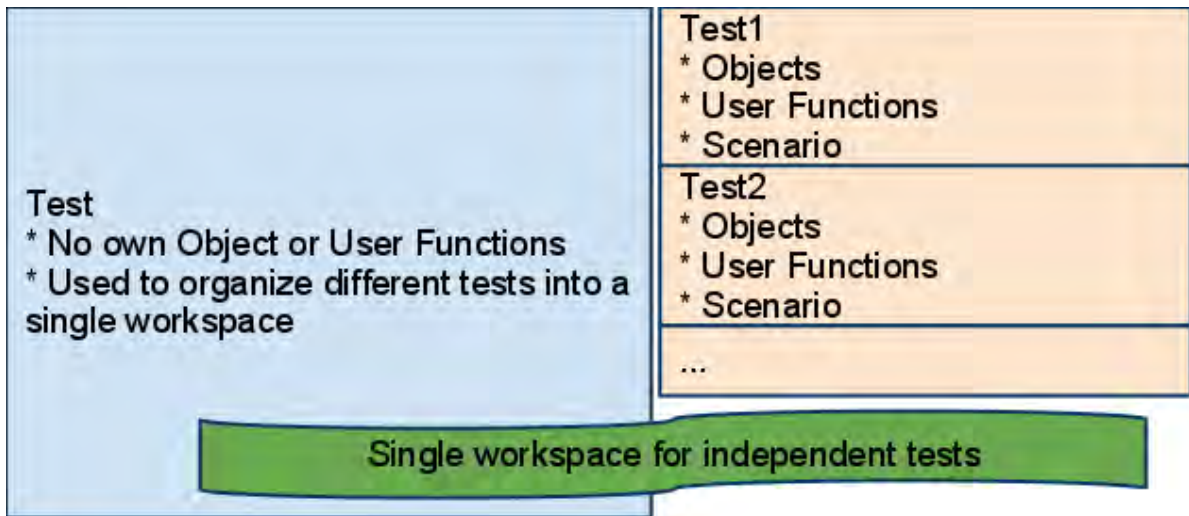 Test
* No own Object or User Functions
* Used to organize different tests into a
single workspace
Test1
* Objects
* User Functions
* Scenario
Test2
* Objects
* User Functions
* Scenario
...
Single workspace for independent tests